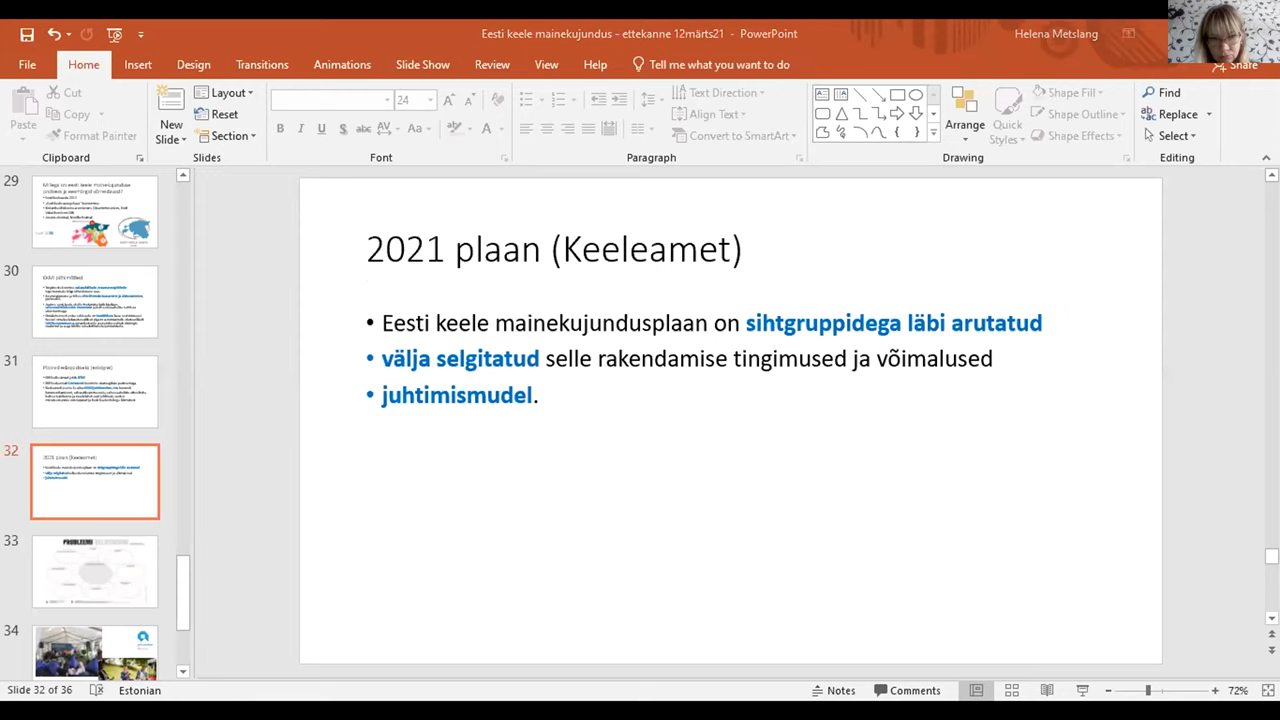 Eesti keele mainekujundus - ettekanne 12märts21 - PowerPoint
Helena Metslang
File Home Insert Design Transitions Animations Slide Show Review View Help Tell me what you want to do Share
Paste
Cut
Copy
Format Painter
Clipboard
New Slide
Layout
Reset
Section
Slides
24
Font
Text Direction
Align Text
Convert to SmartArt
Paragraph
Arrange
Quick Styles
Shape Fill
Shape Outline
Shape Effects
Drawing
Find
Replace
Select
Editing
29
30
31
32
2021 plaan (Keeleamet)
33
34
2021 plaan (Keeleamet)
• Eesti keele mainekujundusplaan on sihtgruppidega läbi arutatud
• välja selgitatud selle rakendamise tingimused ja võimalused
• juhtimismudel.
Slide 32 of 36 Estonian Notes Comments 72%